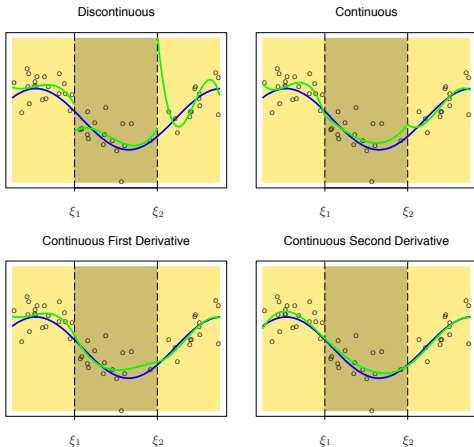 Discontinuous
Continuous
ξ1
ξ2
ξ1
ξ2
Continuous First Derivative
Continuous Second Derivative
ξ1
ξ2
ξ1
ξ2